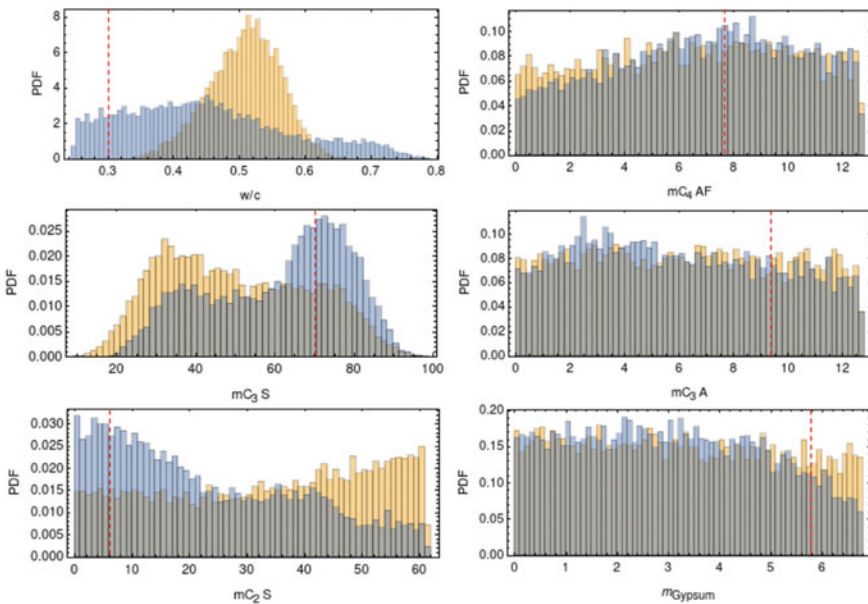 PDF
8
6
4
2
0
0.3 0.4 0.5 0.6 0.7 0.8
w/c
PDF
0.10
0.08
0.06
0.04
0.02
0.00
0 2 4 6 8 10 12
mC4 AF
PDF
0.025
0.020
0.015
0.010
0.005
0.000
20 40 60 80 100
mC3 S
PDF
0.10
0.08
0.06
0.04
0.02
0.00
0 2 4 6 8 10 12
mC3 A
PDF
0.030
0.025
0.020
0.015
0.010
0.005
0.000
0 10 20 30 40 50 60
mC2 S
PDF
0.20
0.15
0.10
0.05
0.00
0 1 2 3 4 5 6
mGypsum